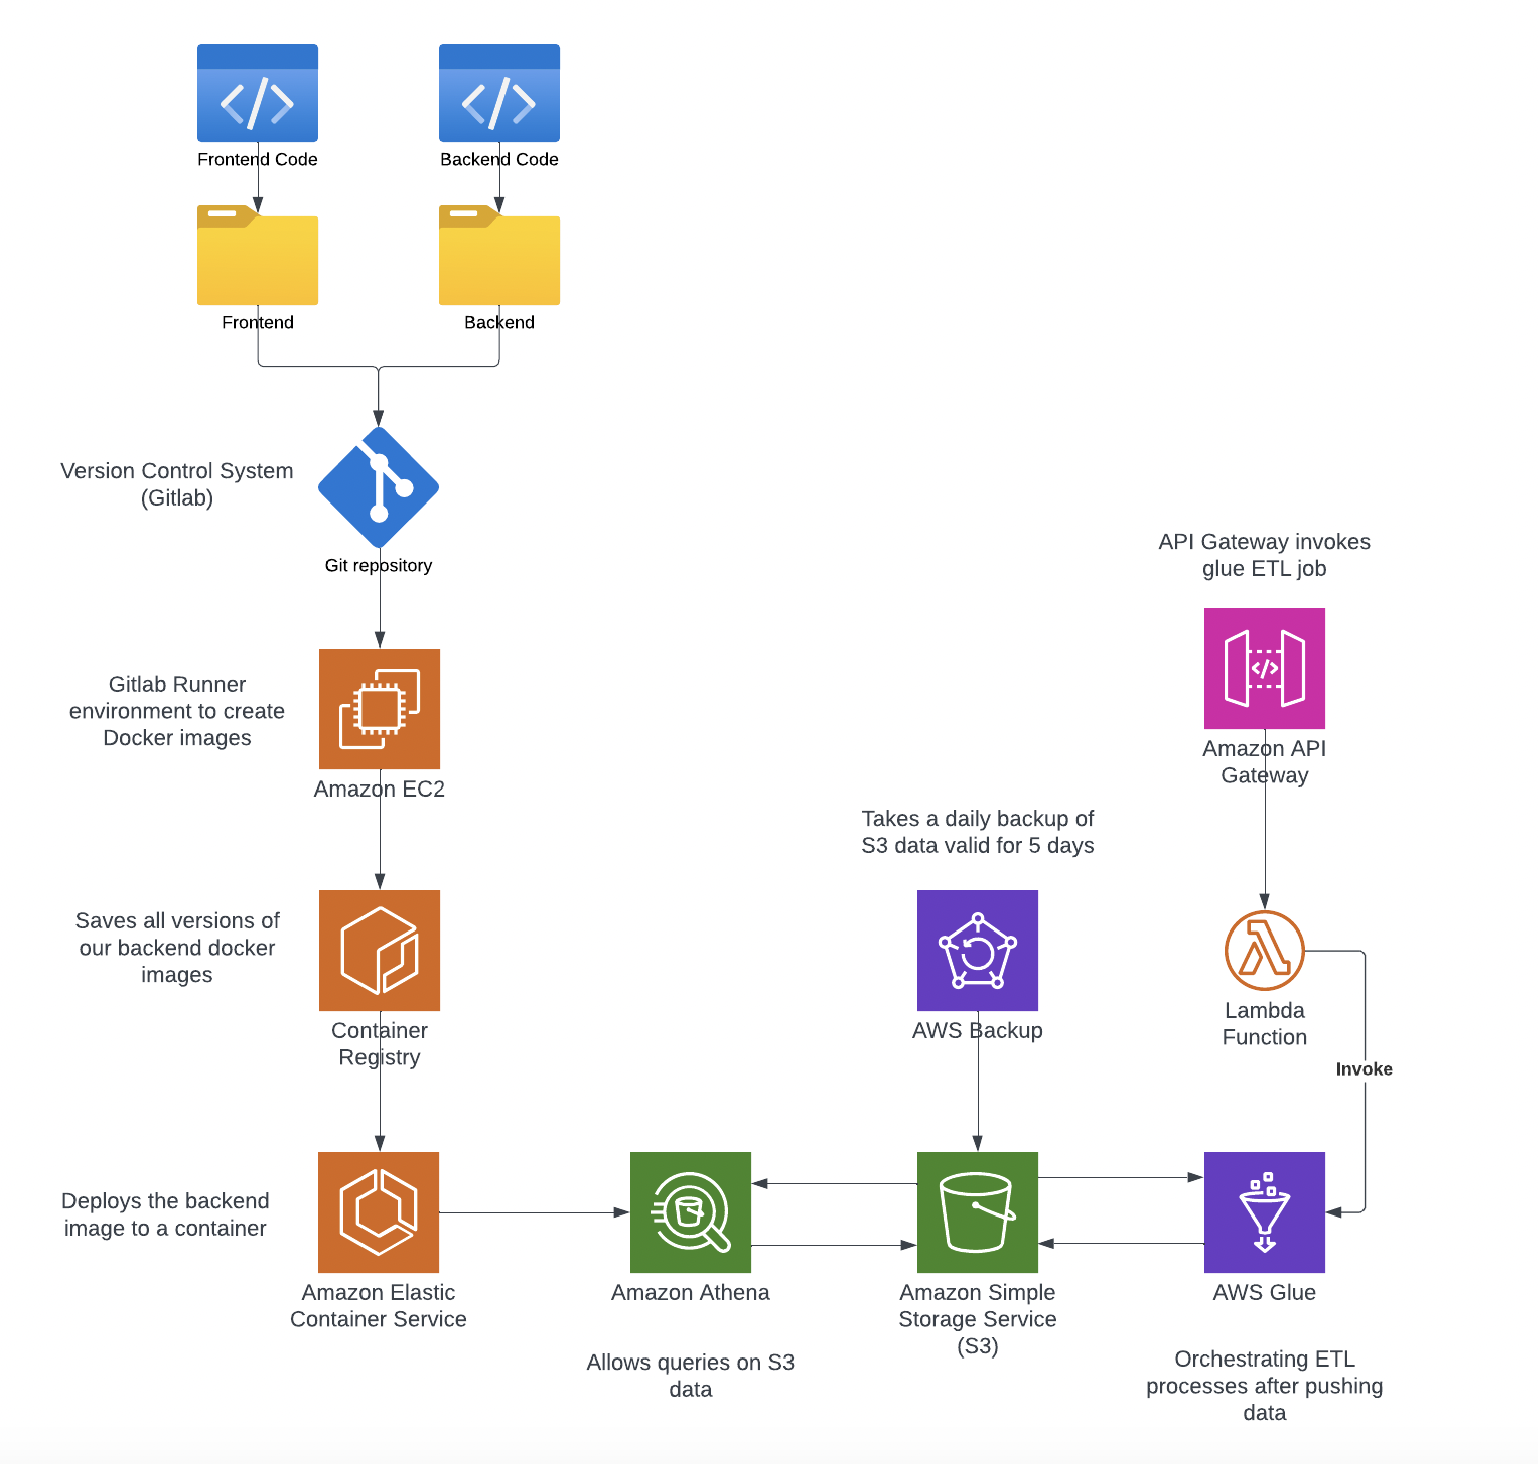 Frontend Code
Backend Code
Frontend
Backend
Version Control System
(Gitlab)
Git repository
API Gateway invokes
glue ETL job
Gitlab Runner
environment to create
Docker images
Amazon EC2
Amazon API
Gateway
Takes a daily backup of
S3 data valid for 5 days
Saves all versions of
our backend docker
images
Container
Registry
AWS Backup
Lambda
Function
Invoke
Deploys the backend
image to a container
Amazon Elastic
Container Service
Amazon Athena
Amazon Simple
Storage Service
(S3)
AWS Glue
Allows queries on S3
data
Orchestrating ETL
processes after pushing
data